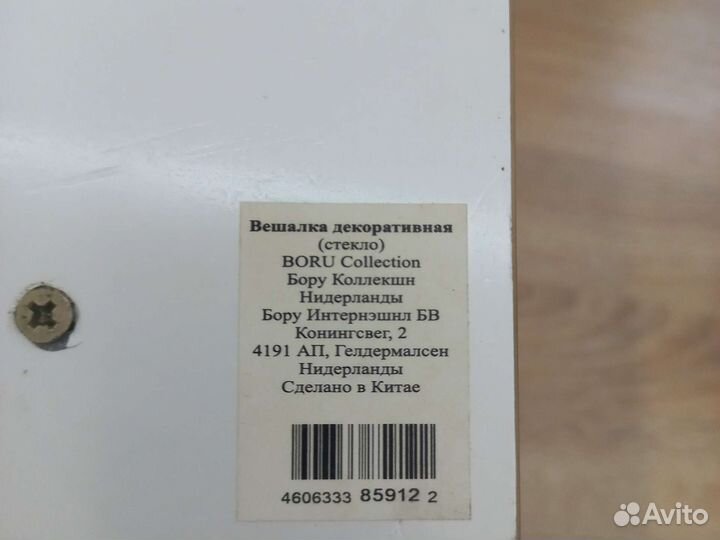 Вешалка декоративная
(стекло)
BORU Collection
Бору Коллекшн
Нидерланды
Бору Интернэшнл БВ
Конингсвег, 2
4191 АП, Гелдермалсен
Нидерланды
Сделано в Китае
4606333 85912 2
Avito